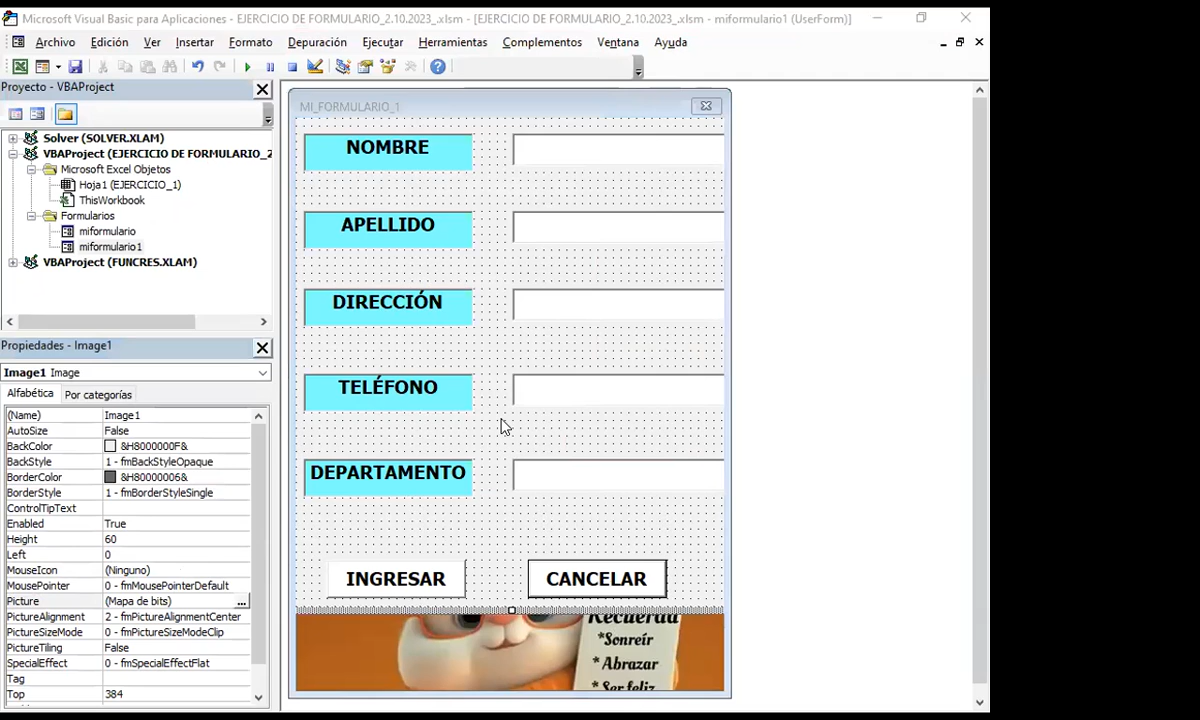 Microsoft Visual Basic para Aplicaciones - EJERCICIO DE FORMULARIO_2.10.2023_.xlsm - [EJERCICIO DE FORMULARIO_2.10.2023_.xlsm - miformulario1 (UserForm)]
Archivo Edición Ver Insertar Formato Depuración Ejecutar Herramientas Complementos Ventana Ayuda
Proyecto - VBAProject
Solver (SOLVER.XLAM)
VBAProject (EJERCICIO DE FORMULARIO_2
Microsoft Excel Objetos
Hoja1 (EJERCICIO_1)
ThisWorkbook
Formularios
miformulario
miformulario1
VBAProject (FUNCRES.XLAM)
Propiedades - Image1
Image1 Image
Alfabética Por categorías
(Name) Image1
AutoSize False
BackColor &H8000000F&
BackStyle 1 - fmBackStyleOpaque
BorderColor &H80000006&
BorderStyle 1 - fmBorderStyleSingle
ControlTipText
Enabled True
Height 60
Left 0
MouseIcon (Ninguno)
MousePointer 0 - fmMousePointerDefault
Picture (Mapa de bits) ...
PictureAlignment 2 - fmPictureAlignmentCenter
PictureSizeMode 0 - fmPictureSizeModeClip
PictureTiling False
SpecialEffect 0 - fmSpecialEffectFlat
Tag
Top 384
MI_FORMULARIO_1
NOMBRE
APELLIDO
DIRECCIÓN
TELÉFONO
DEPARTAMENTO
INGRESAR CANCELAR
Recuerda
*Sonreír
* Abrazar
* Ser feliz